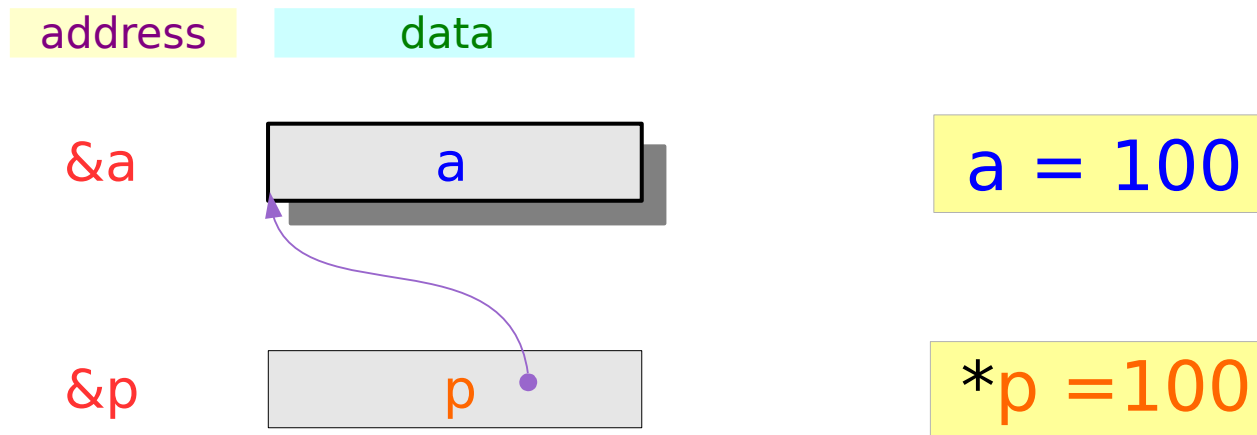 address data
&a a a = 100
&p p *p =100